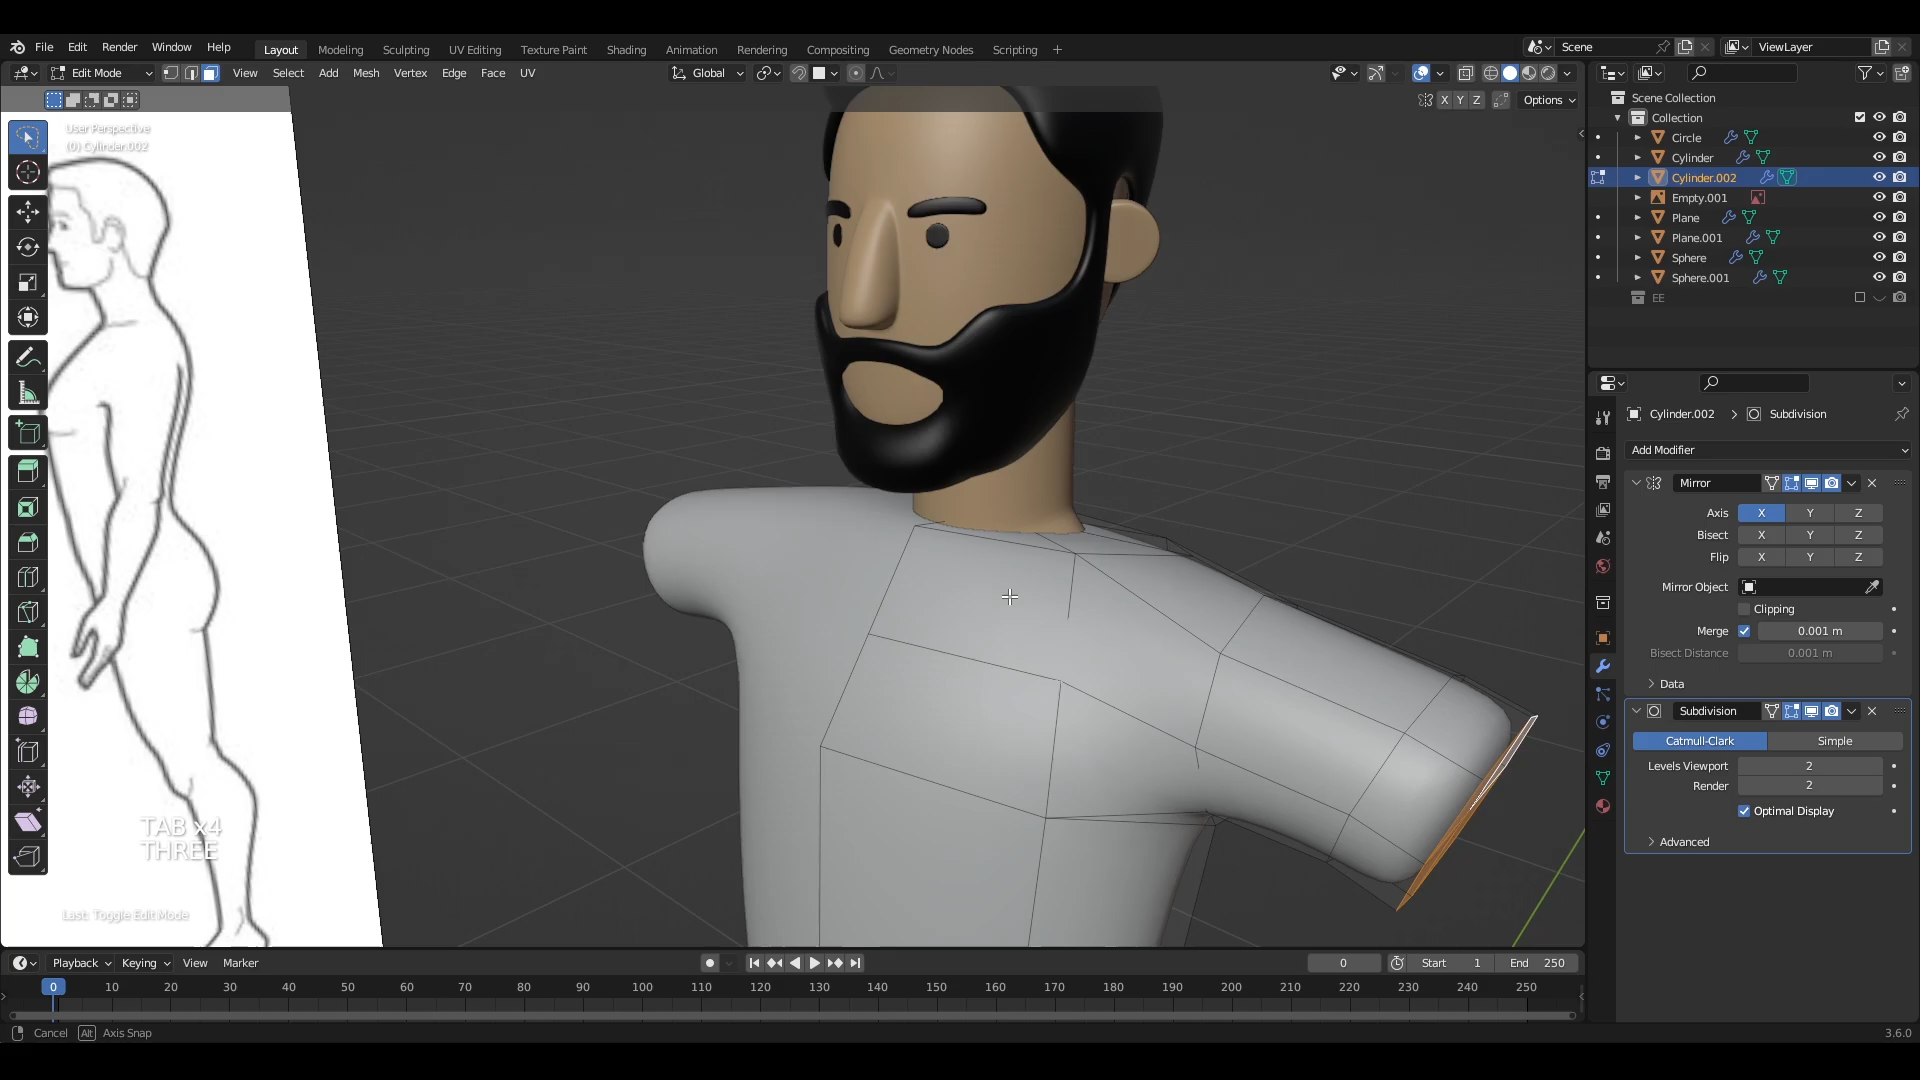 File Edit Render Window Help Layout Modeling Sculpting UV Editing Texture Paint Shading Animation Rendering Compositing Geometry Nodes Scripting + Scene ViewLayer
Edit Mode View Select Add Mesh Vertex Edge Face UV Global
X Y Z Options
User Perspective
(0) Cylinder.002
Scene Collection
Collection
Circle
Cylinder
Cylinder.002
Empty.001
Plane
Plane.001
Sphere
Sphere.001
EE
Cylinder.002 > Subdivision
Add Modifier
Mirror
Axis X Y Z
Bisect X Y Z
Flip X Y Z
Mirror Object
Clipping
Merge 0.001 m
Bisect Distance 0.001 m
Data
Subdivision
Catmull-Clark Simple
Levels Viewport 2
Render 2
Optimal Display
Advanced
TAB x4
THREE
Last: Toggle Edit Mode
Playback Keying View Marker 0 Start 1 End 250
0 10 20 30 40 50 60 70 80 90 100 110 120 130 140 150 160 170 180 190 200 210 220 230 240 250
Cancel Alt Axis Snap 3.6.0